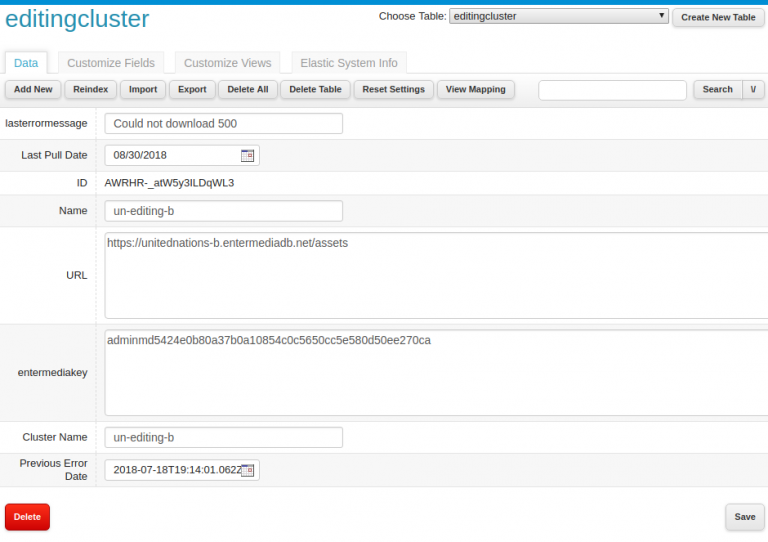 editingcluster
Choose Table: editingcluster
Create New Table
Data
Customize Fields
Customize Views
Elastic System Info
Add New
Reindex
Import
Export
Delete All
Delete Table
Reset Settings
View Mapping
Search
\/
lasterrormessage
Could not download 500
Last Pull Date
08/30/2018
ID
AWRHR-_atW5y3ILDqWL3
Name
un-editing-b
URL
https://unitednations-b.entermediadb.net/assets
entermediakey
adminmd5424e0b80a37b0a10854c0c5650cc5e580d50ee270ca
Cluster Name
un-editing-b
Previous Error
Date
2018-07-18T19:14:01.062Z
Delete
Save